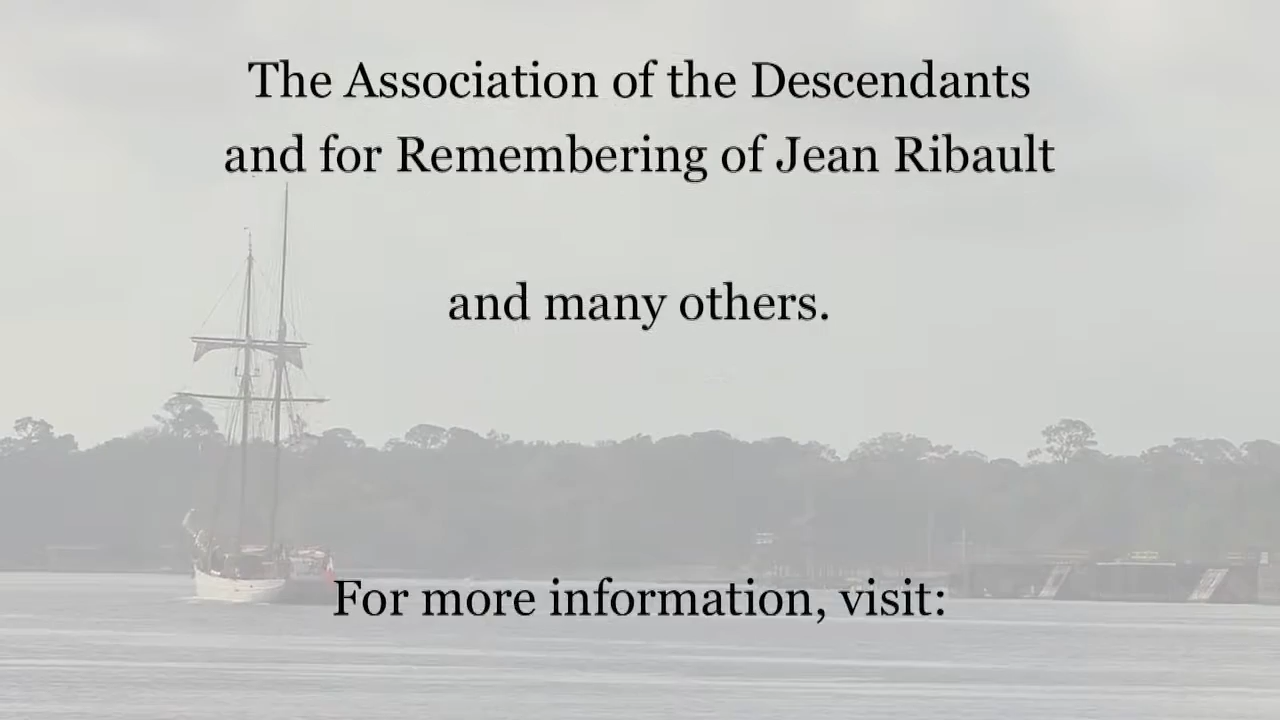 The Association of the Descendants
and for Remembering of Jean Ribault
and many others.
For more information, visit: